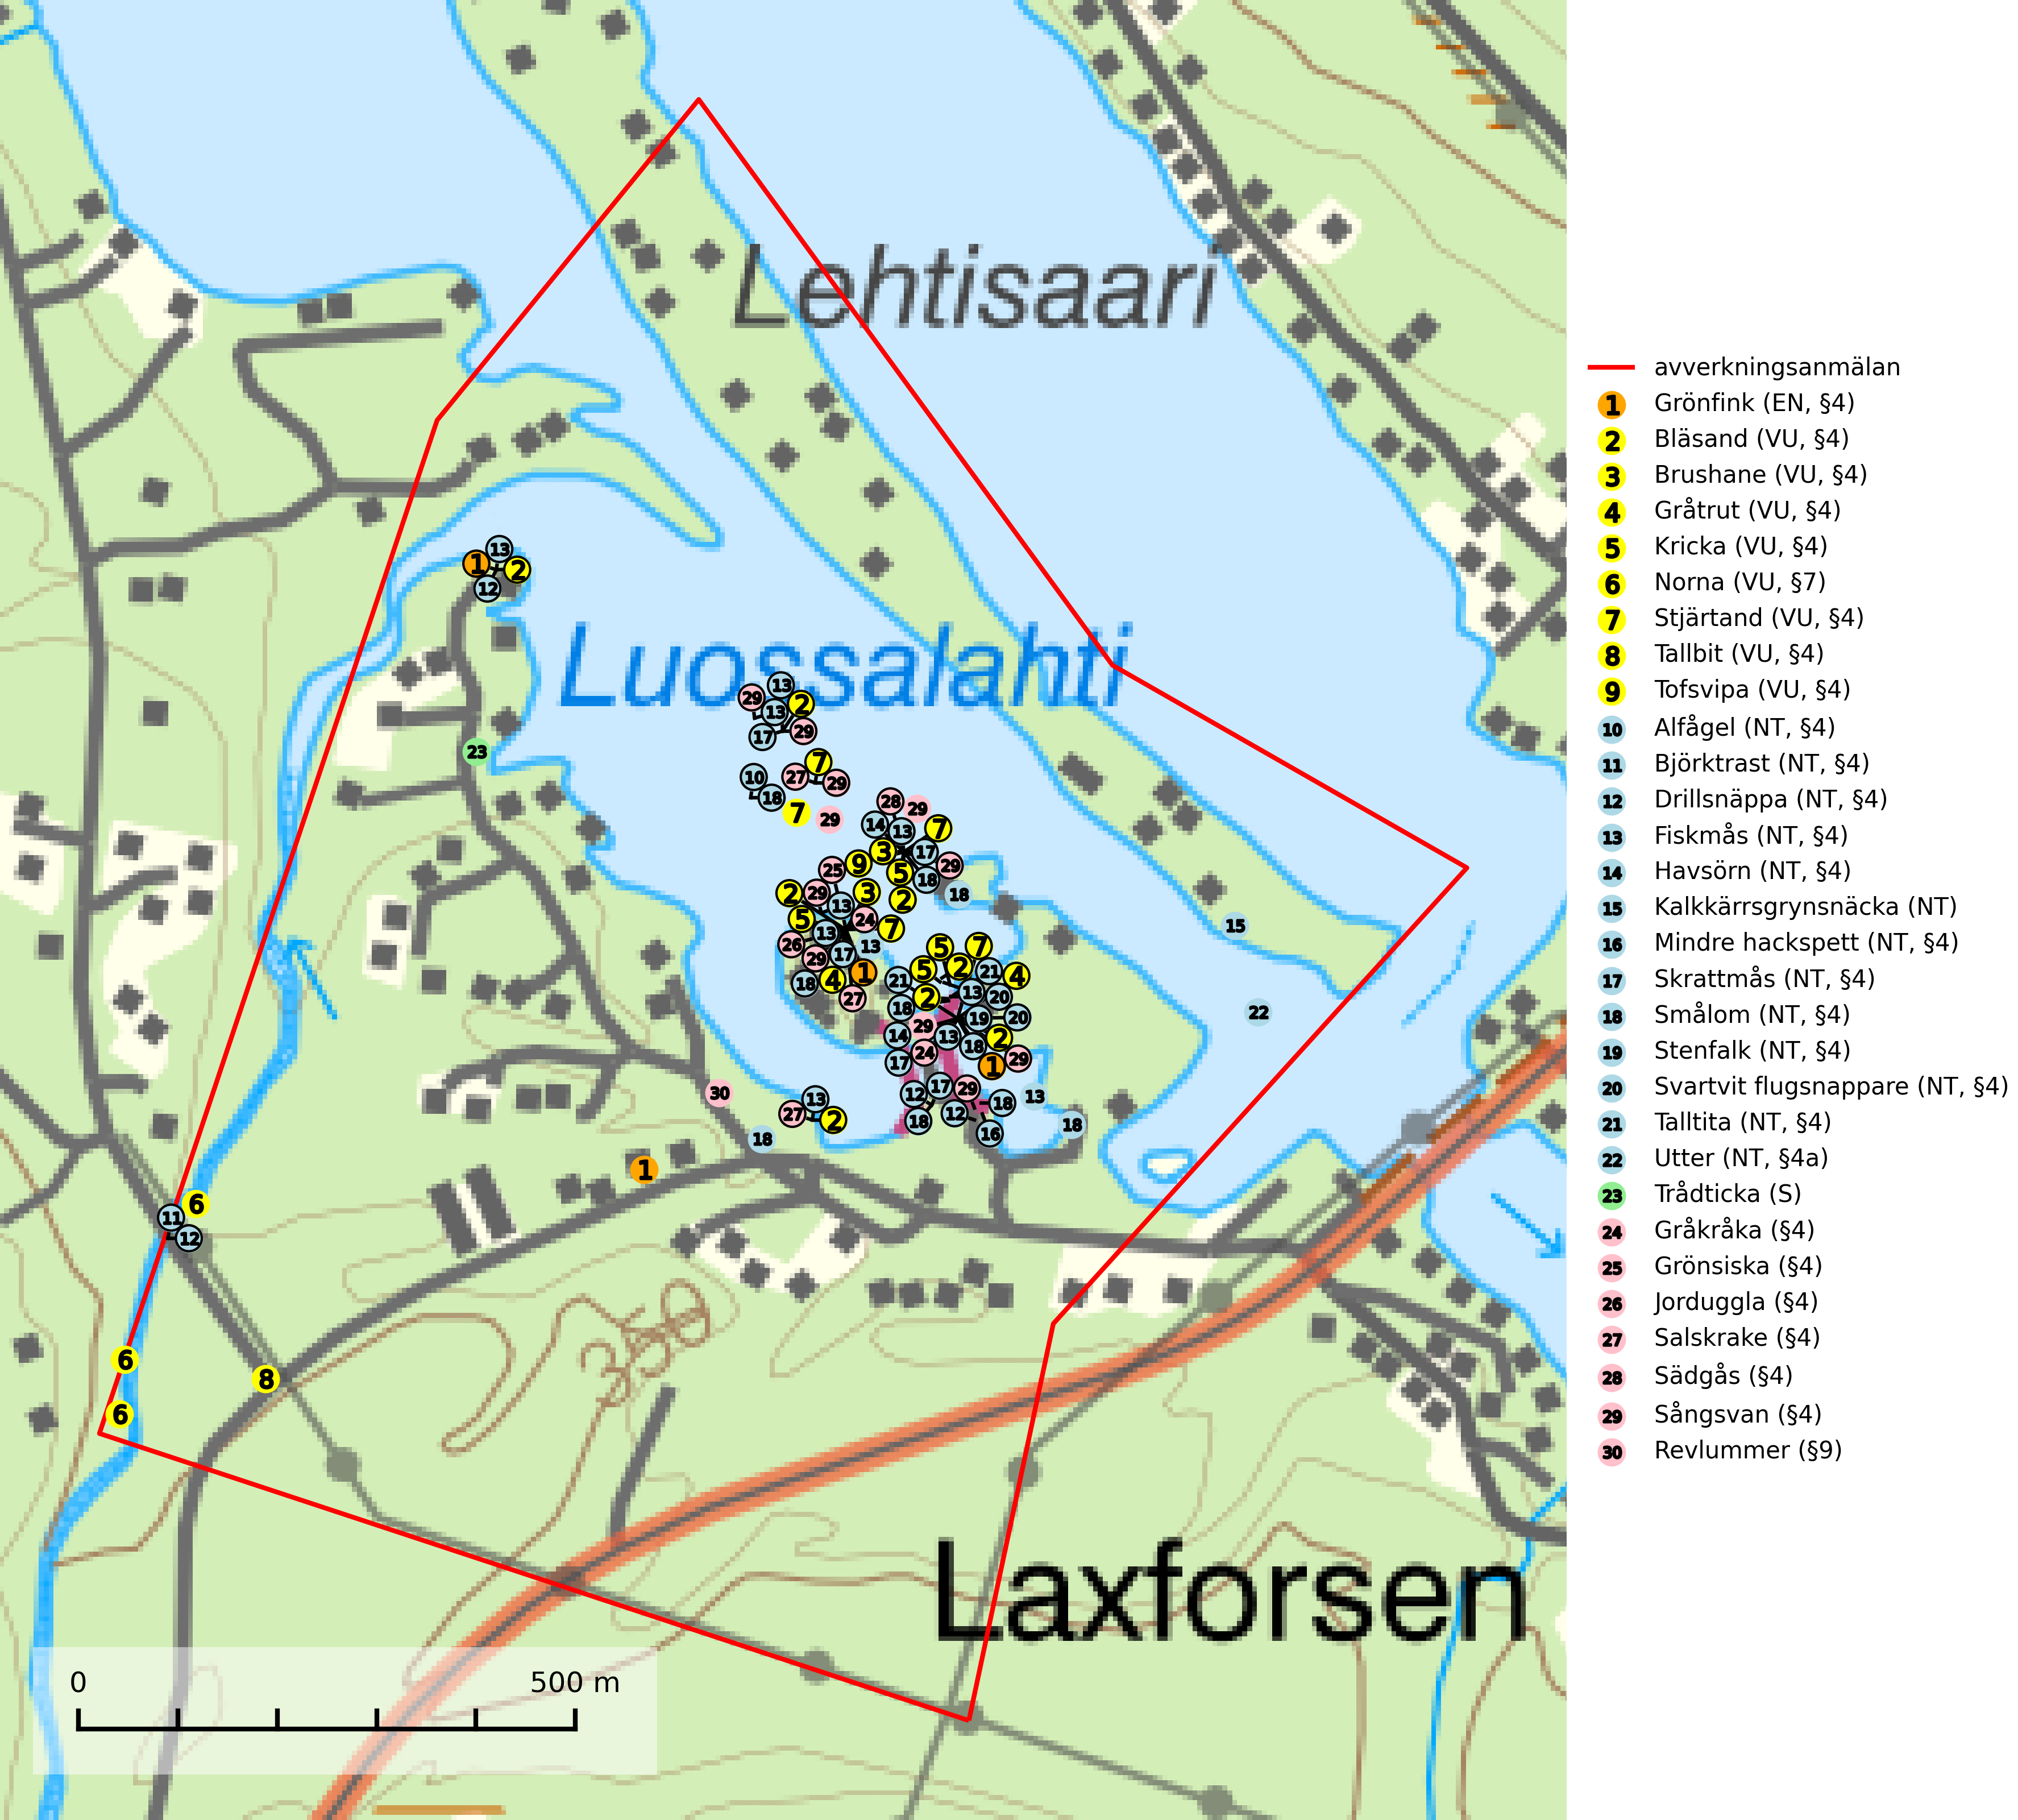 Lehtisaari
Luossalahti
350
Laxforsen
0 500 m
avverkningsanmälan
1 Grönfink (EN, §4)
2 Bläsand (VU, §4)
3 Brushane (VU, §4)
4 Gråtrut (VU, §4)
5 Kricka (VU, §4)
6 Norna (VU, §7)
7 Stjärtand (VU, §4)
8 Tallbit (VU, §4)
9 Tofsvipa (VU, §4)
10 Alfågel (NT, §4)
11 Björktrast (NT, §4)
12 Drillsnäppa (NT, §4)
13 Fiskmås (NT, §4)
14 Havsörn (NT, §4)
15 Kalkkärrsgrynsnäcka (NT)
16 Mindre hackspett (NT, §4)
17 Skrattmås (NT, §4)
18 Smålom (NT, §4)
19 Stenfalk (NT, §4)
20 Svartvit flugsnappare (NT, §4)
21 Talltita (NT, §4)
22 Utter (NT, §4a)
23 Trådticka (S)
24 Gråkråka (§4)
25 Grönsiska (§4)
26 Jorduggla (§4)
27 Salskrake (§4)
28 Sädgås (§4)
29 Sångsvan (§4)
30 Revlummer (§9)